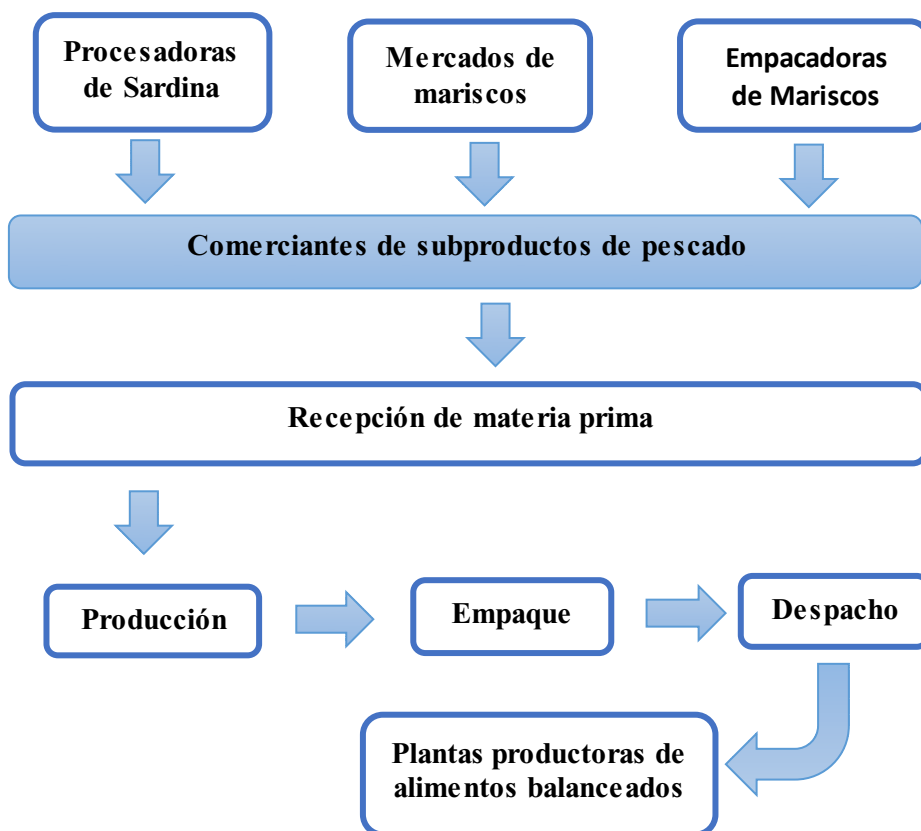 Procesadoras
de Sardina
Mercados de
mariscos
Empacadoras
de Mariscos
Comerciantes de subproductos de pescado
Recepción de materia prima
Producción
Empaque
Despacho
Plantas productoras de
alimentos balanceados